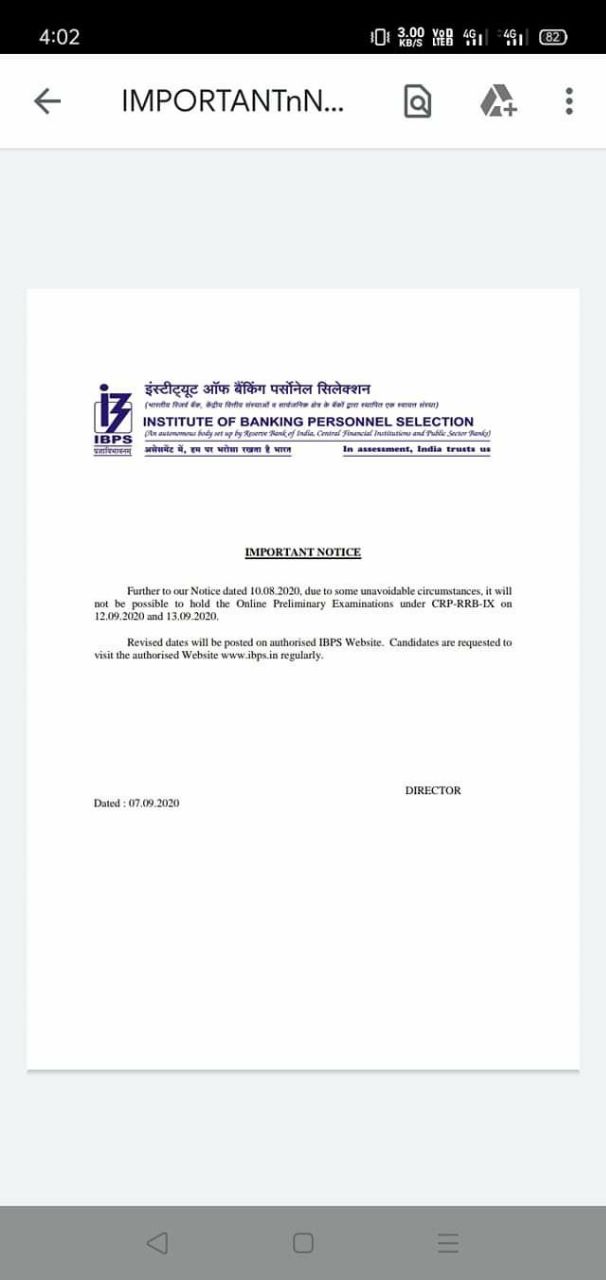 4:02
3.00 KB/S
VoD LTE
4G
4G
82
IMPORTANTnN...
इंस्टीट्यूट ऑफ बैंकिंग पर्सोनेल सिलेक्शन
(भारतीय रिजर्व बैंक, केंद्रीय वित्तीय संस्थाओं व सार्वजनिक क्षेत्र के बैंकों द्वारा स्थापित एक स्वायत्त संस्था)
INSTITUTE OF BANKING PERSONNEL SELECTION
(An autonomous body set up by Reserve Bank of India, Central Financial Institutions and Public Sector Banks)
IBPS
असेसमेंट में, हम पर भरोसा रखता है भारत In assessment, India trusts us
IMPORTANT NOTICE
Further to our Notice dated 10.08.2020, due to some unavoidable circumstances, it will
not be possible to hold the Online Preliminary Examinations under CRP-RRB-IX on
12.09.2020 and 13.09.2020.
Revised dates will be posted on authorised IBPS Website. Candidates are requested to
visit the authorised Website www.ibps.in regularly.
DIRECTOR
Dated : 07.09.2020